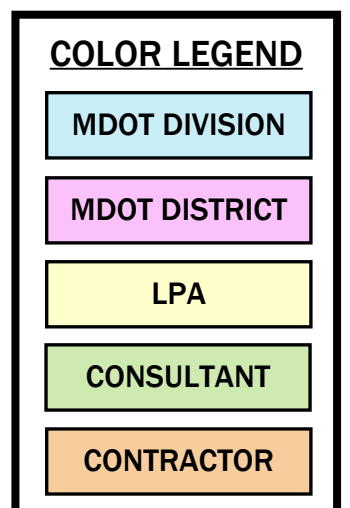 COLOR LEGEND
MDOT DIVISION
MDOT DISTRICT
LPA
CONSULTANT
CONTRACTOR